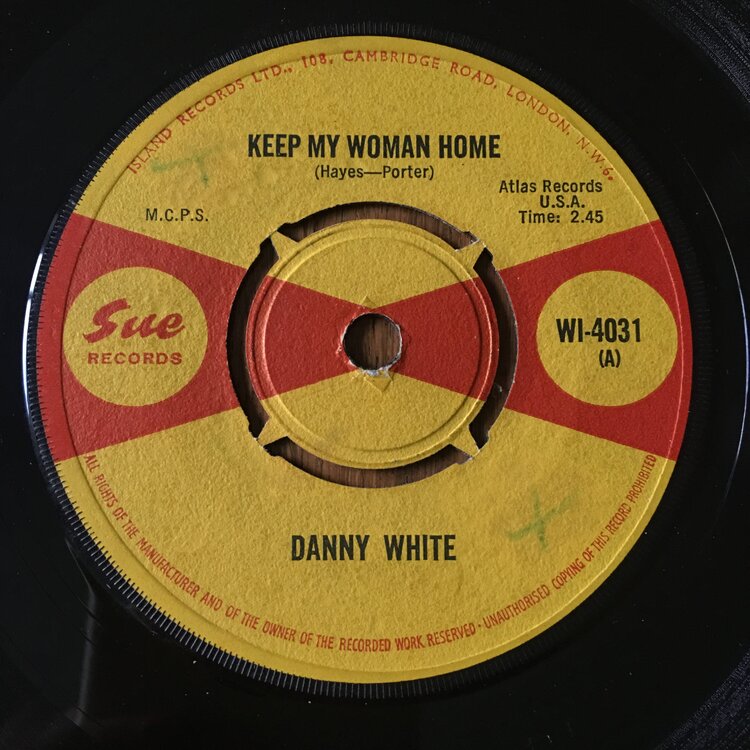 ISLAND RECORDS LTD., 108, CAMBRIDGE ROAD, LONDON, N.W.6.
KEEP MY WOMAN HOME
(Hayes—Porter)
Atlas Records
U.S.A.
Time: 2.45
M.C.P.S.
Sue
RECORDS
WI-4031
(A)
DANNY WHITE
ALL RIGHTS OF THE MANUFACTURER AND OF THE OWNER OF THE RECORDED WORK RESERVED · UNAUTHORISED COPYING OF THIS RECORD PROHIBITED